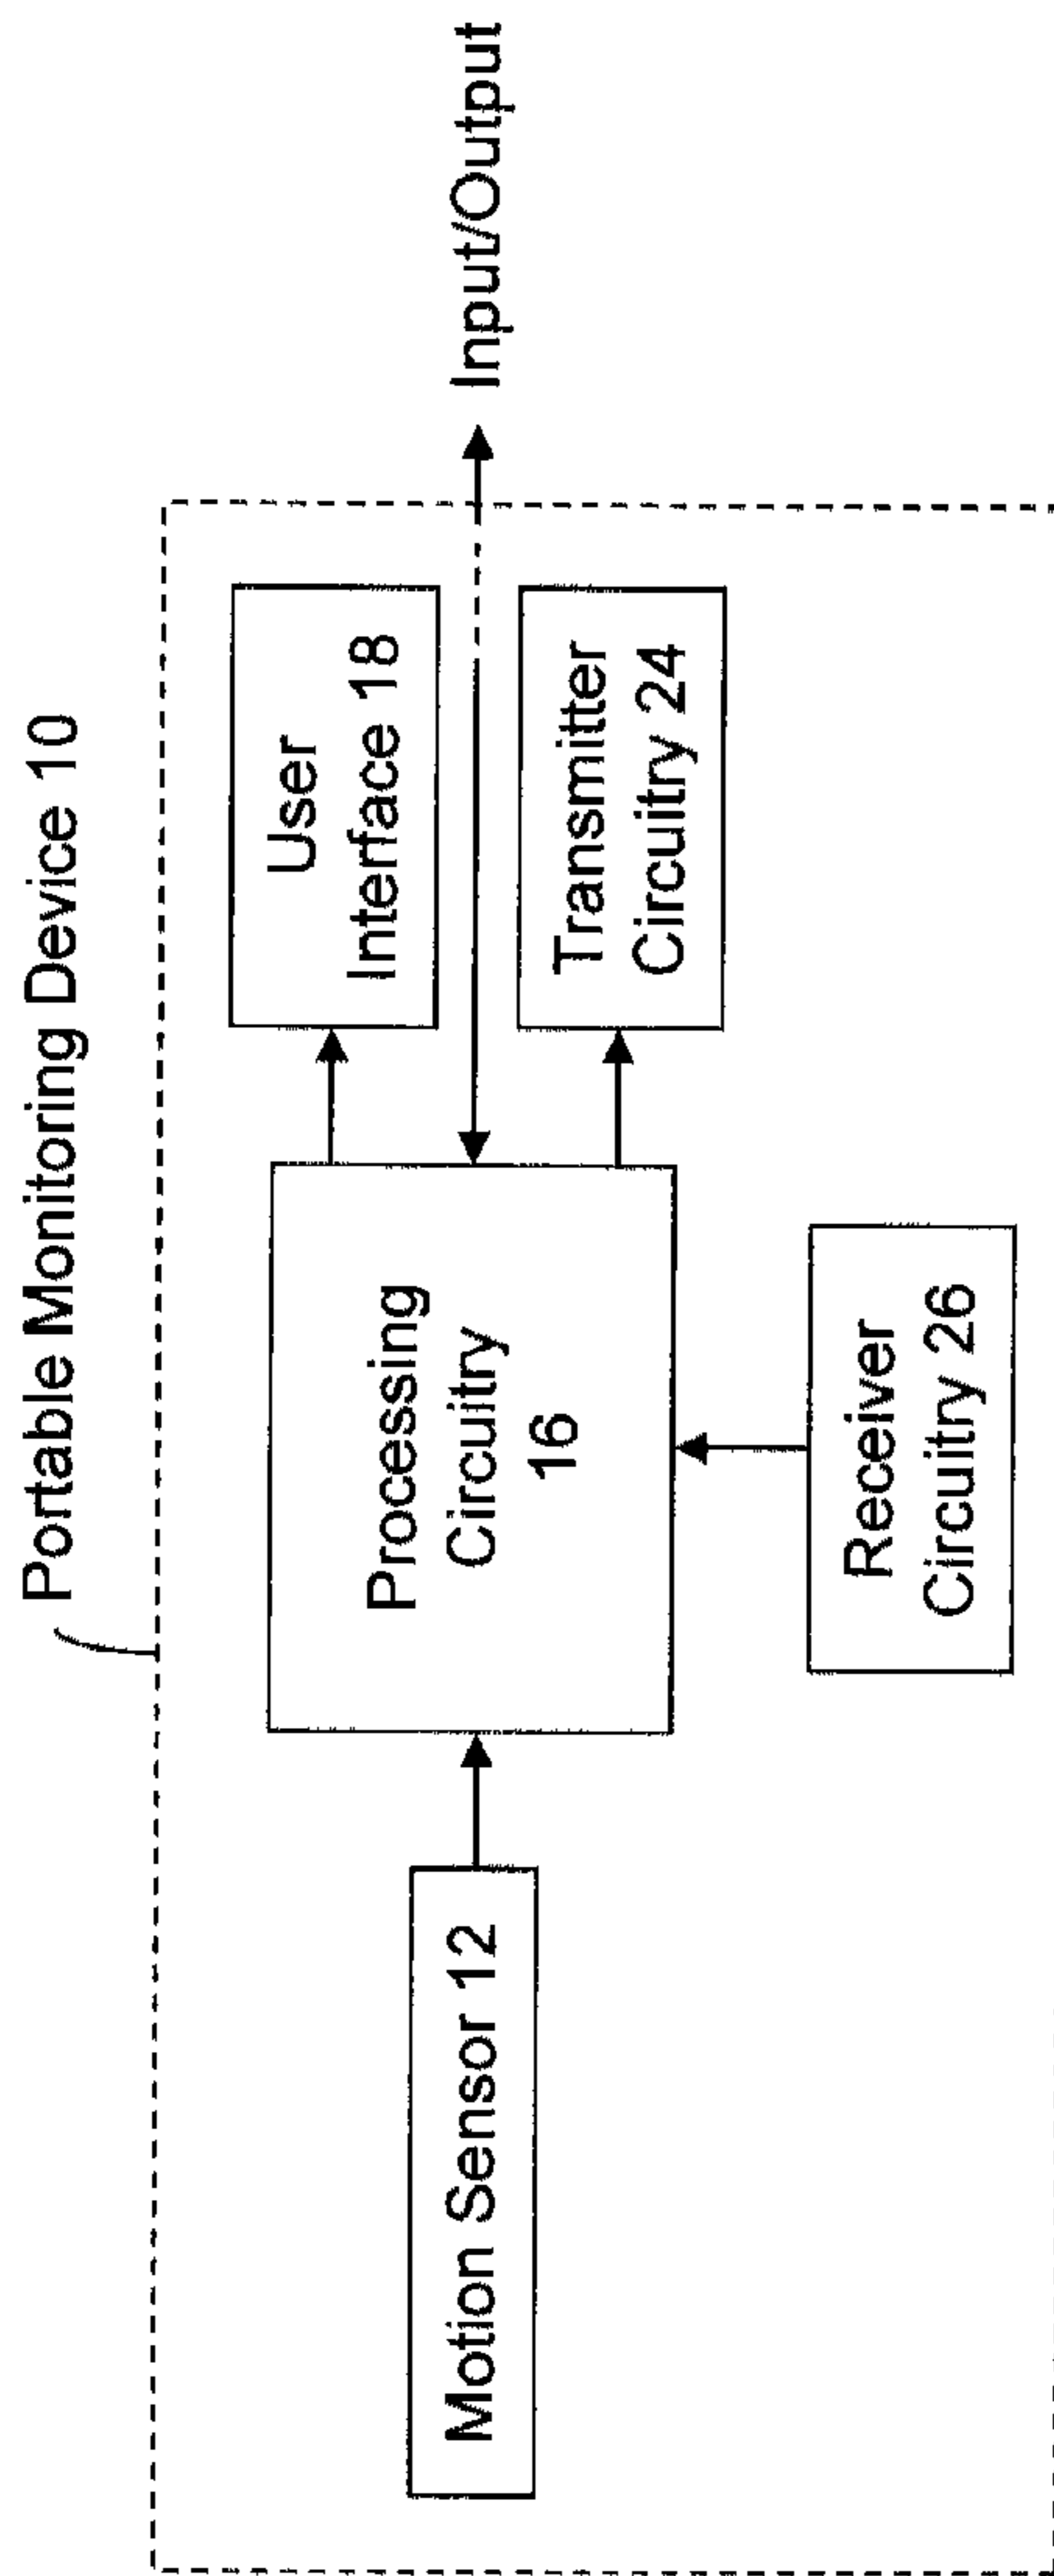 Portable Monitoring Device 10
User
Interface 18
Input/Output
Processing
Circuitry
16
Motion Sensor 12
Transmitter
Circuitry 24
Receiver
Circuitry 26